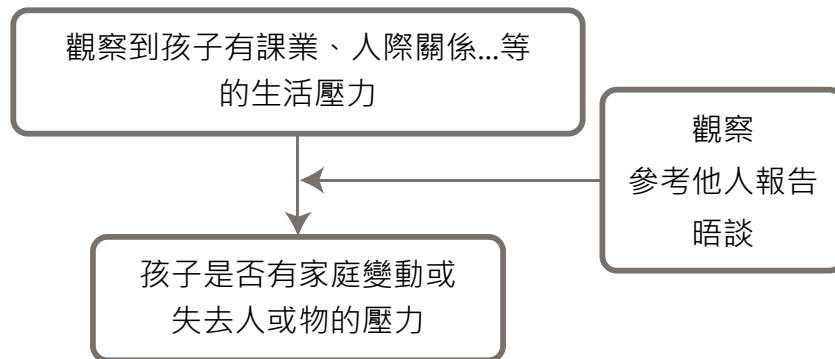 觀察到孩子有課業、人際關係...等
的生活壓力
觀察
參考他人報告
晤談
孩子是否有家庭變動或
失去人或物的壓力